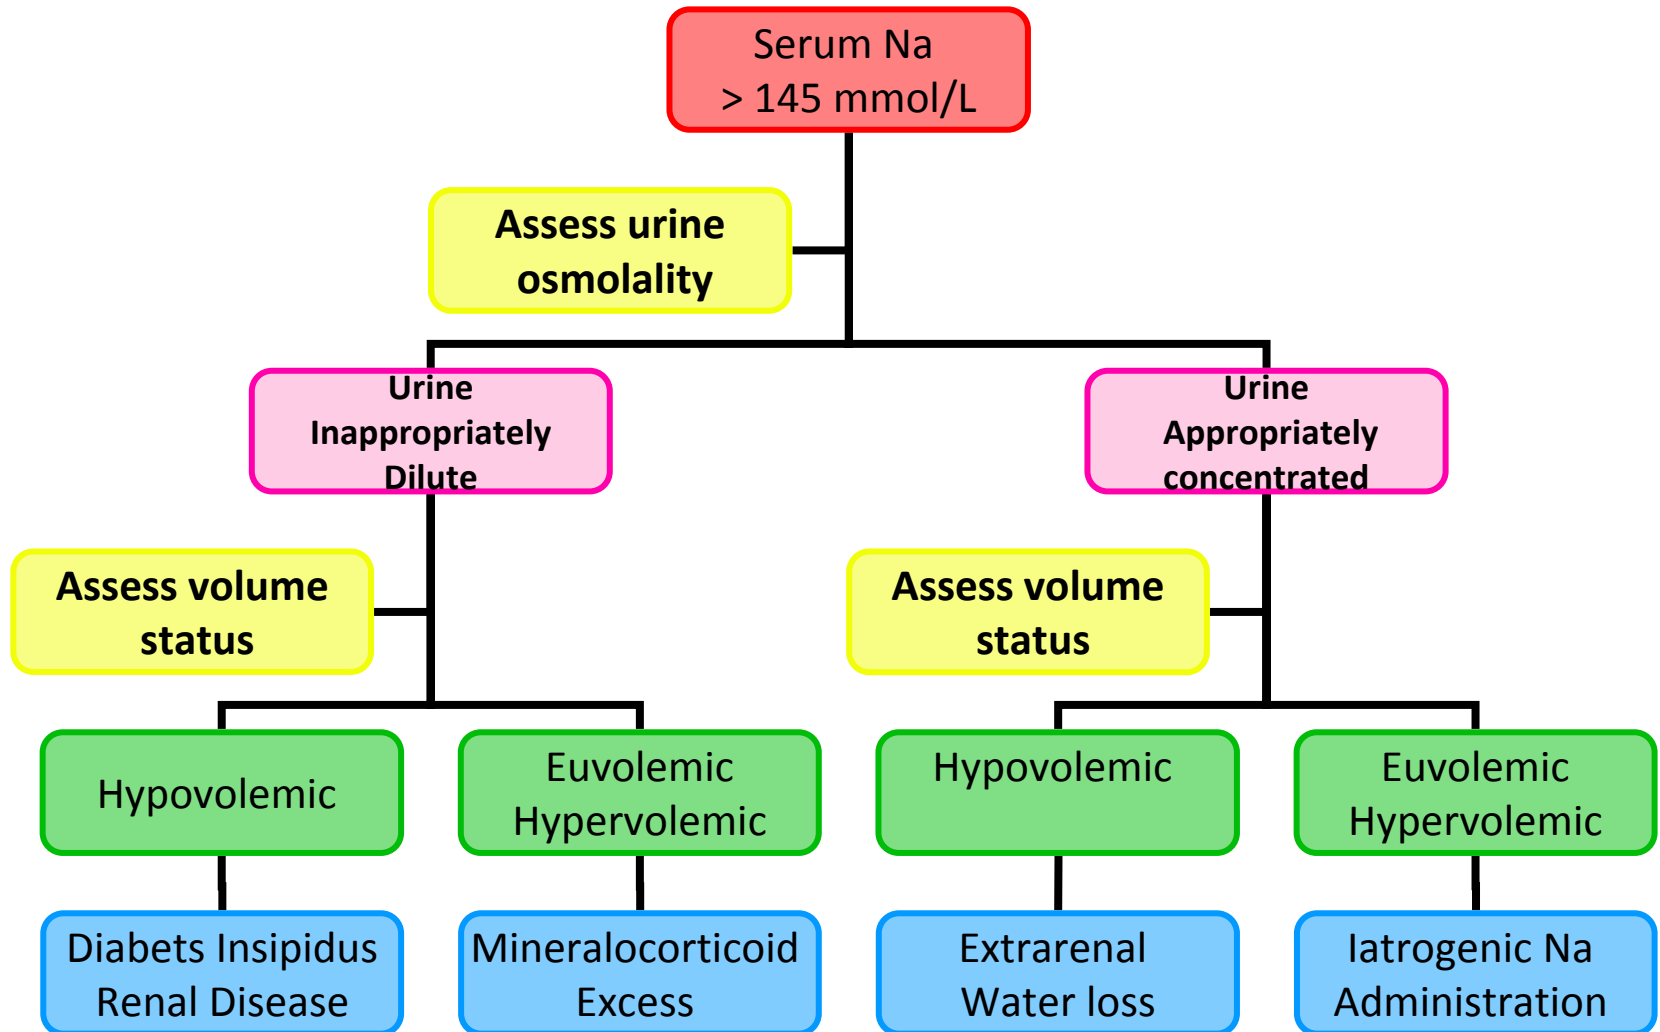 Serum Na
> 145 mmol/L
Assess urine
osmolality
Urine
Inappropriately
Dilute
Urine
Appropriately
concentrated
Assess volume
status
Assess volume
status
Hypovolemic
Euvolemic
Hypervolemic
Hypovolemic
Euvolemic
Hypervolemic
Diabets Insipidus
Renal Disease
Mineralocorticoid
Excess
Extrarenal
Water loss
Iatrogenic Na
Administration